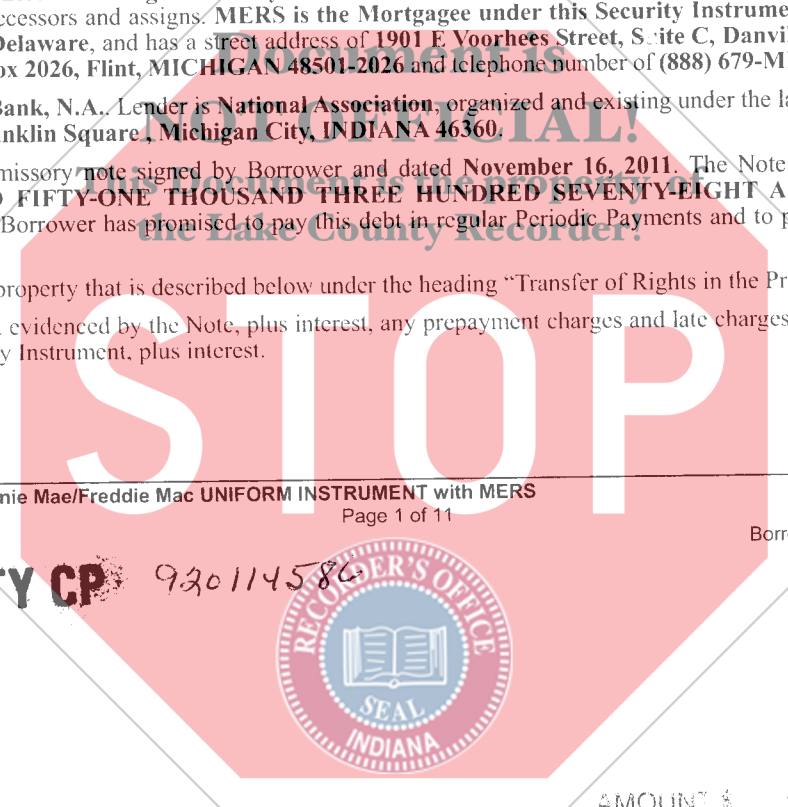 ccessors and assigns. MERS is the Mortgagee under this Security Instrume
Delaware, and has a street address of 1901 E Voorhees Street, S ite C, Danvil
ox 2026, Flint, MICHIGAN 48501-2026 and telephone number of (888) 679-M
Document is
Bank, N.A.. Lender is National Association, organized and existing under the la
NOT OFFICIAL!
nklin Square , Michigan City, INDIANA 46360.
missory note signed by Borrower and dated November 16, 2011. The Note
This Document is the property of
FIFTY-ONE THOUSAND THREE HUNDRED SEVENTY-EIGHT A
Borrower has promised to pay this debt in regular Periodic Payments and to p
the Lake County Recorder!
property that is described below under the heading “Transfer of Rights in the Pr
evidenced by the Note, plus interest, any prepayment charges and late charges
y Instrument, plus interest.
STOP
nie Mae/Freddie Mac UNIFORM INSTRUMENT with MERS
Page 1 of 11
Borr
TY CP 920114586
RECORDER'S OFFICE
SEAL
INDIANA
AMOUNT $